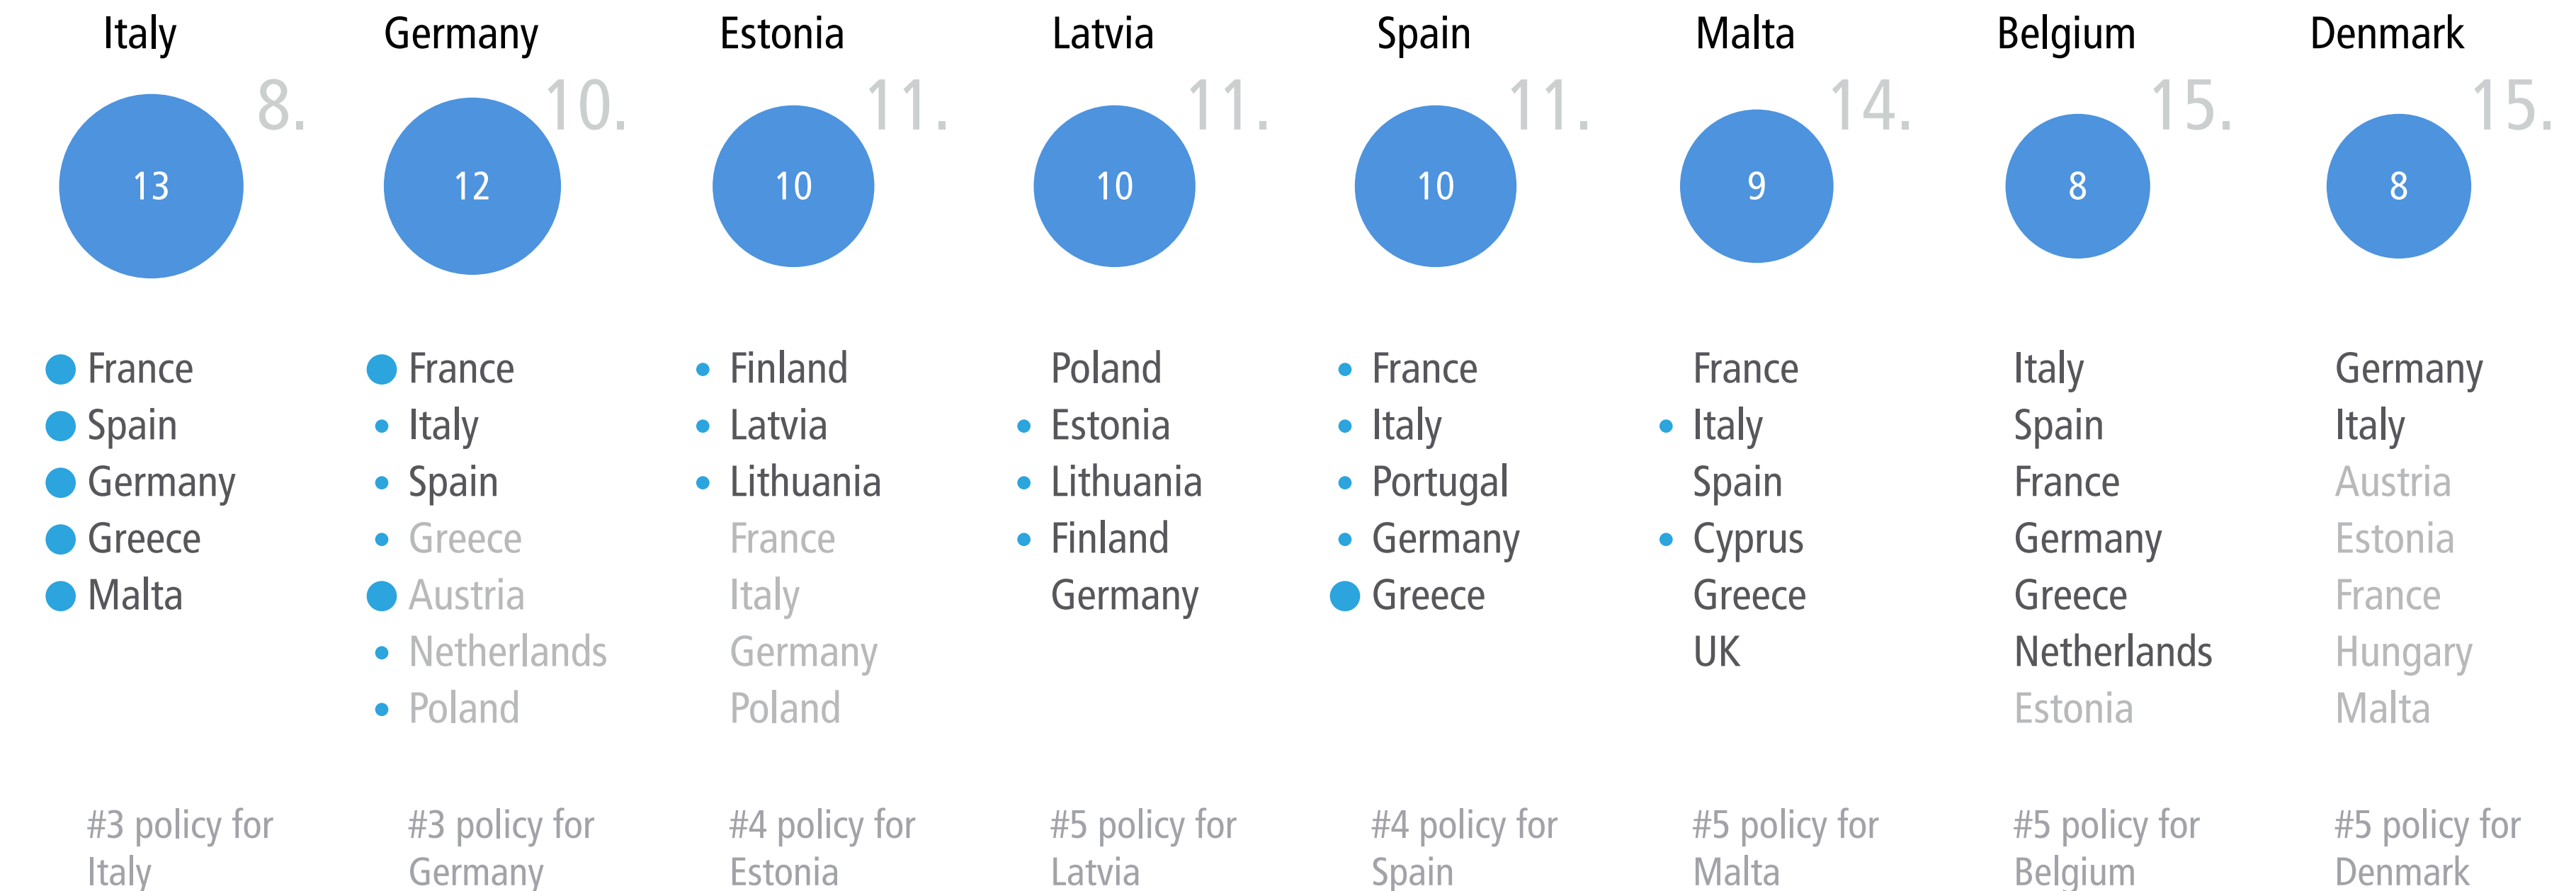 Italy
8.
13
France
Spain
Germany
Greece
Malta
#3 policy for
Italy
Germany
10.
12
France
Italy
Spain
Greece
Austria
Netherlands
Poland
#3 policy for
Germany
Estonia
11.
10
Finland
Latvia
Lithuania
France
Italy
Germany
Poland
#4 policy for
Estonia
Latvia
11.
10
Poland
Estonia
Lithuania
Finland
Germany
#5 policy for
Latvia
Spain
11.
10
France
Italy
Portugal
Germany
Greece
#4 policy for
Spain
Malta
14.
9
France
Italy
Spain
Cyprus
Greece
UK
#5 policy for
Malta
Belgium
15.
8
Italy
Spain
France
Germany
Greece
Netherlands
Estonia
#5 policy for
Belgium
Denmark
15.
8
Germany
Italy
Austria
Estonia
France
Hungary
Malta
#5 policy for
Denmark